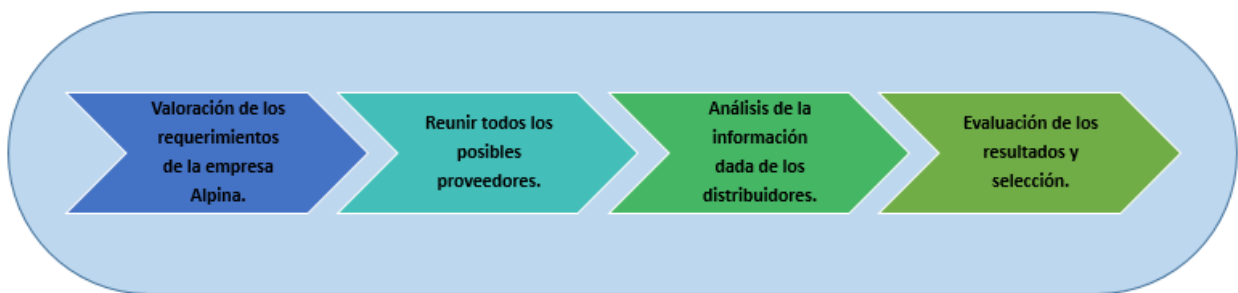 Valoración de los
requerimientos
de la empresa
Alpina.
Reunir todos los
posibles
proveedores.
Análisis de la
información
dada de los
distribuidores.
Evaluación de los
resultados y
selección.